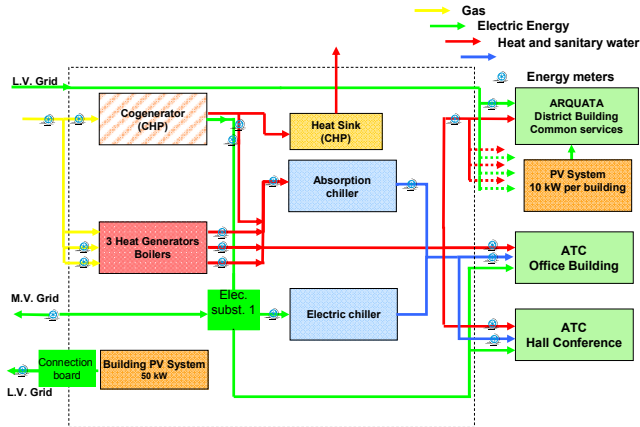 Gas
Electric Energy
Heat and sanitary water
Energy meters
L.V. Grid
Cogenerator
(CHP)
Heat Sink
(CHP)
ARQUATA
District Building
Common services
Absorption
chiller
PV System
10 kW per building
3 Heat Generators
Boilers
ATC
Office Building
M.V. Grid
Elec.
subst. 1
Electric chiller
ATC
Hall Conference
Connection
board
Building PV System
50 kW
L.V. Grid